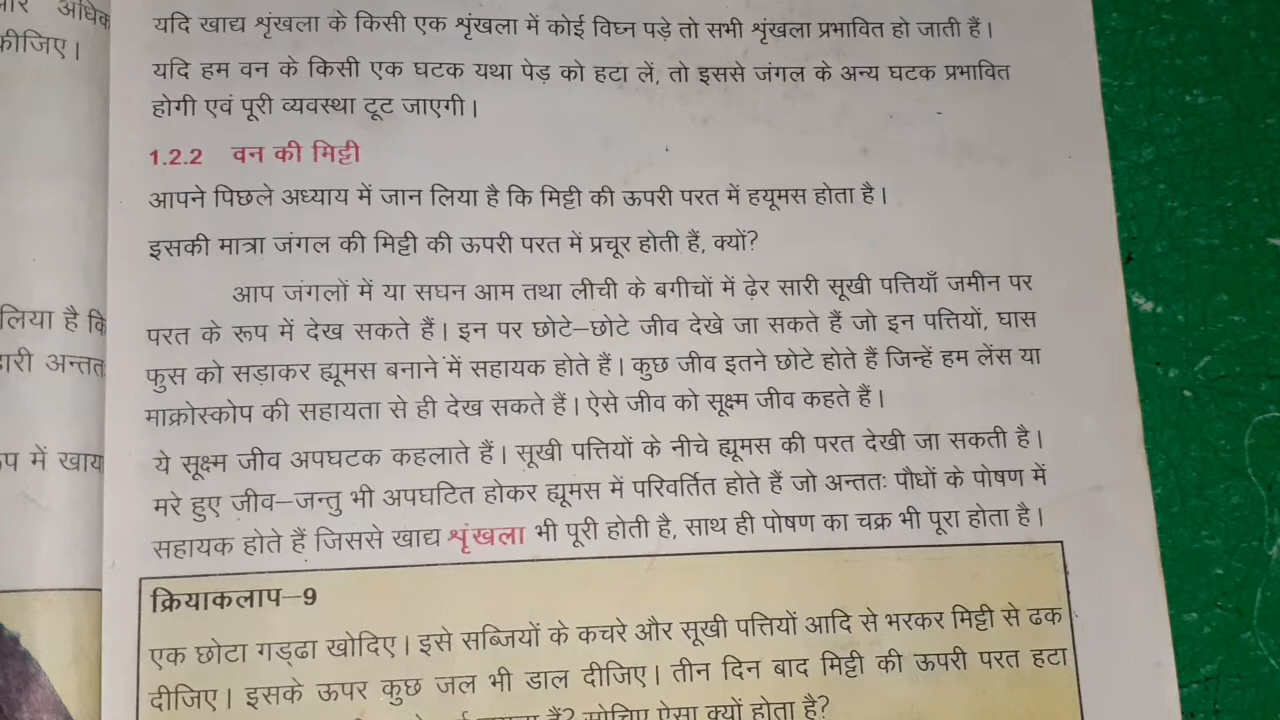 अधिक
कीजिए।
लिया है कि
में खाय
यदि खाद्य श्रृंखला के किसी एक श्रृंखला में कोई विघ्न पड़े तो सभी श्रृंखला प्रभावित हो जाती हैं।
यदि हम वन के किसी एक घटक यथा पेड़ को हटा लें, तो इससे जंगल के अन्य घटक प्रभावित
होगी एवं पूरी व्यवस्था टूट जाएगी।
1.2.2 वन की मिट्टी
आपने पिछले अध्याय में जान लिया है कि मिट्टी की ऊपरी परत में हयूमस होता है।
इसकी मात्रा जंगल की मिट्टी की ऊपरी परत में प्रचूर होती हैं, क्यों?
आप जंगलों में या सघन आम तथा लीची के बगीचों में ढ़ेर सारी सूखी पत्तियाँ जमीन पर
परत के रूप में देख सकते हैं। इन पर छोटे–छोटे जीव देखे जा सकते हैं जो इन पत्तियों, घास
फुस को सड़ाकर ह्यूमस बनाने में सहायक होते हैं। कुछ जीव इतने छोटे होते हैं जिन्हें हम लेंस या
माक्रोस्कोप की सहायता से ही देख सकते हैं। ऐसे जीव को सूक्ष्म जीव कहते हैं।
ये सूक्ष्म जीव अपघटक कहलाते हैं। सूखी पत्तियों के नीचे ह्यूमस की परत देखी जा सकती है।
मरे हुए जीव–जन्तु भी अपघटित होकर ह्यूमस में परिवर्तित होते हैं जो अन्ततः पौधों के पोषण में
सहायक होते हैं जिससे खाद्य श्रृंखला भी पूरी होती है, साथ ही पोषण का चक्र भी पूरा होता है।
क्रियाकलाप–9
एक छोटा गड्ढा खोदिए। इसे सब्जियों के कचरे और सूखी पत्तियों आदि से भरकर मिट्टी से ढक
दीजिए। इसके ऊपर कुछ जल भी डाल दीजिए। तीन दिन बाद मिट्टी की ऊपरी परत हटा
सोचिए ऐसा क्यों होता है?